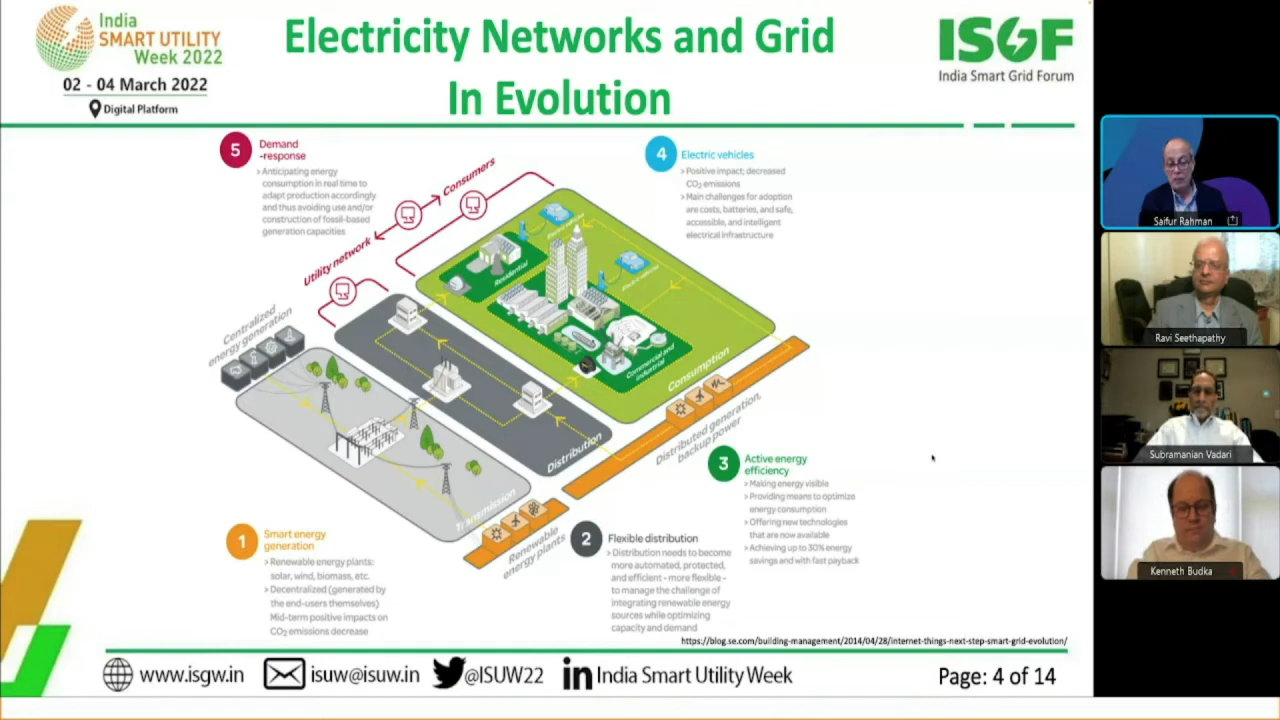 India
SMART UTILITY
Week 2022
02 - 04 March 2022
Digital Platform
Electricity Networks and Grid
In Evolution
ISGF
India Smart Grid Forum
5
Demand
-response
> Anticipating energy
consumption in real time to
adapt production accordingly
and thus avoiding use and/or
construction of fossil-based
generation capacities
4
Electric vehicles
> Positive impact; decreased
CO2 emissions
> Main challenges for adoption
are costs, batteries, and safe,
accessible, and intelligent
electrical infrastructure
Consumers
Utility network
Centralized
energy generation
Residential
Electric vehicles
Electric vehicles
Commercial and
industrial
Consumption
Distribution
Transmission
Distributed generation,
backup power
Renewable
energy plants
3
Active energy
efficiency
> Making energy visible
> Providing means to optimize
energy consumption
> Offering new technologies
that are now available
> Achieving up to 30% energy
savings and with fast payback
1
Smart energy
generation
> Renewable energy plants:
solar, wind, biomass, etc.
> Decentralized (generated by
the end-users themselves)
Mid-term positive impacts on
CO2 emissions decrease
2
Flexible distribution
> Distribution needs to become
more automated, protected,
and efficient - more flexible -
to manage the challenge of
integrating renewable energy
sources while optimizing
capacity and demand
https://blog.se.com/building-management/2014/04/28/internet-things-next-step-smart-grid-evolution/
www.isgw.in
isuw@isuw.in
@ISUW22
in India Smart Utility Week
Page: 4 of 14
Saifur Rahman
Ravi Seethapathy
Subramanian Vadari
Kenneth Budka